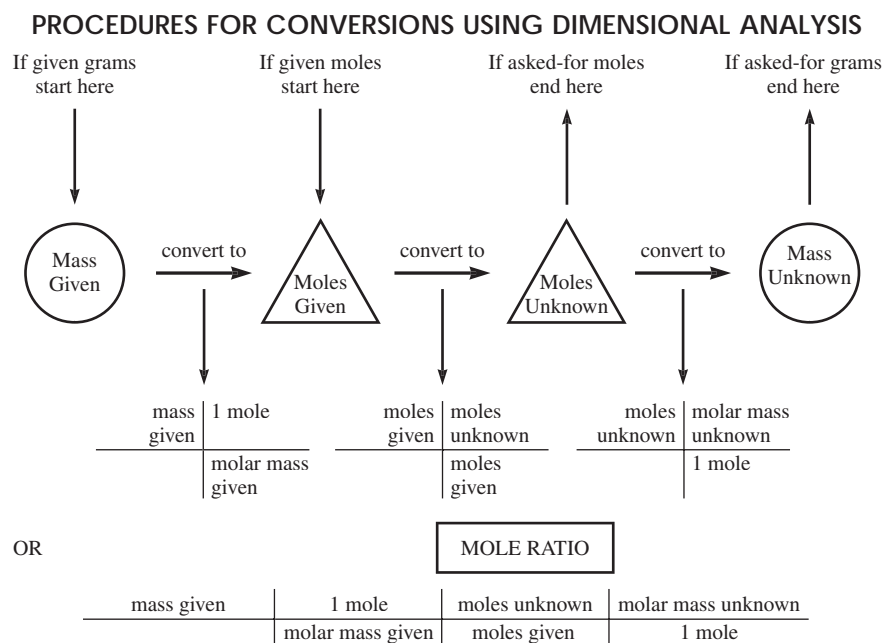 PROCEDURES FOR CONVERSIONS USING DIMENSIONAL ANALYSIS
If given grams
start here
If given moles
start here
If asked-for moles
end here
If asked-for grams
end here
Mass
Given
convert to
Moles
Given
convert to
Moles
Unknown
convert to
Mass
Unknown
mass
given
1 mole
molar mass
given
moles
given
moles
unknown
moles
given
moles
unknown
molar mass
unknown
1 mole
OR
MOLE RATIO
mass given 1 mole moles unknown molar mass unknown
molar mass given moles given 1 mole